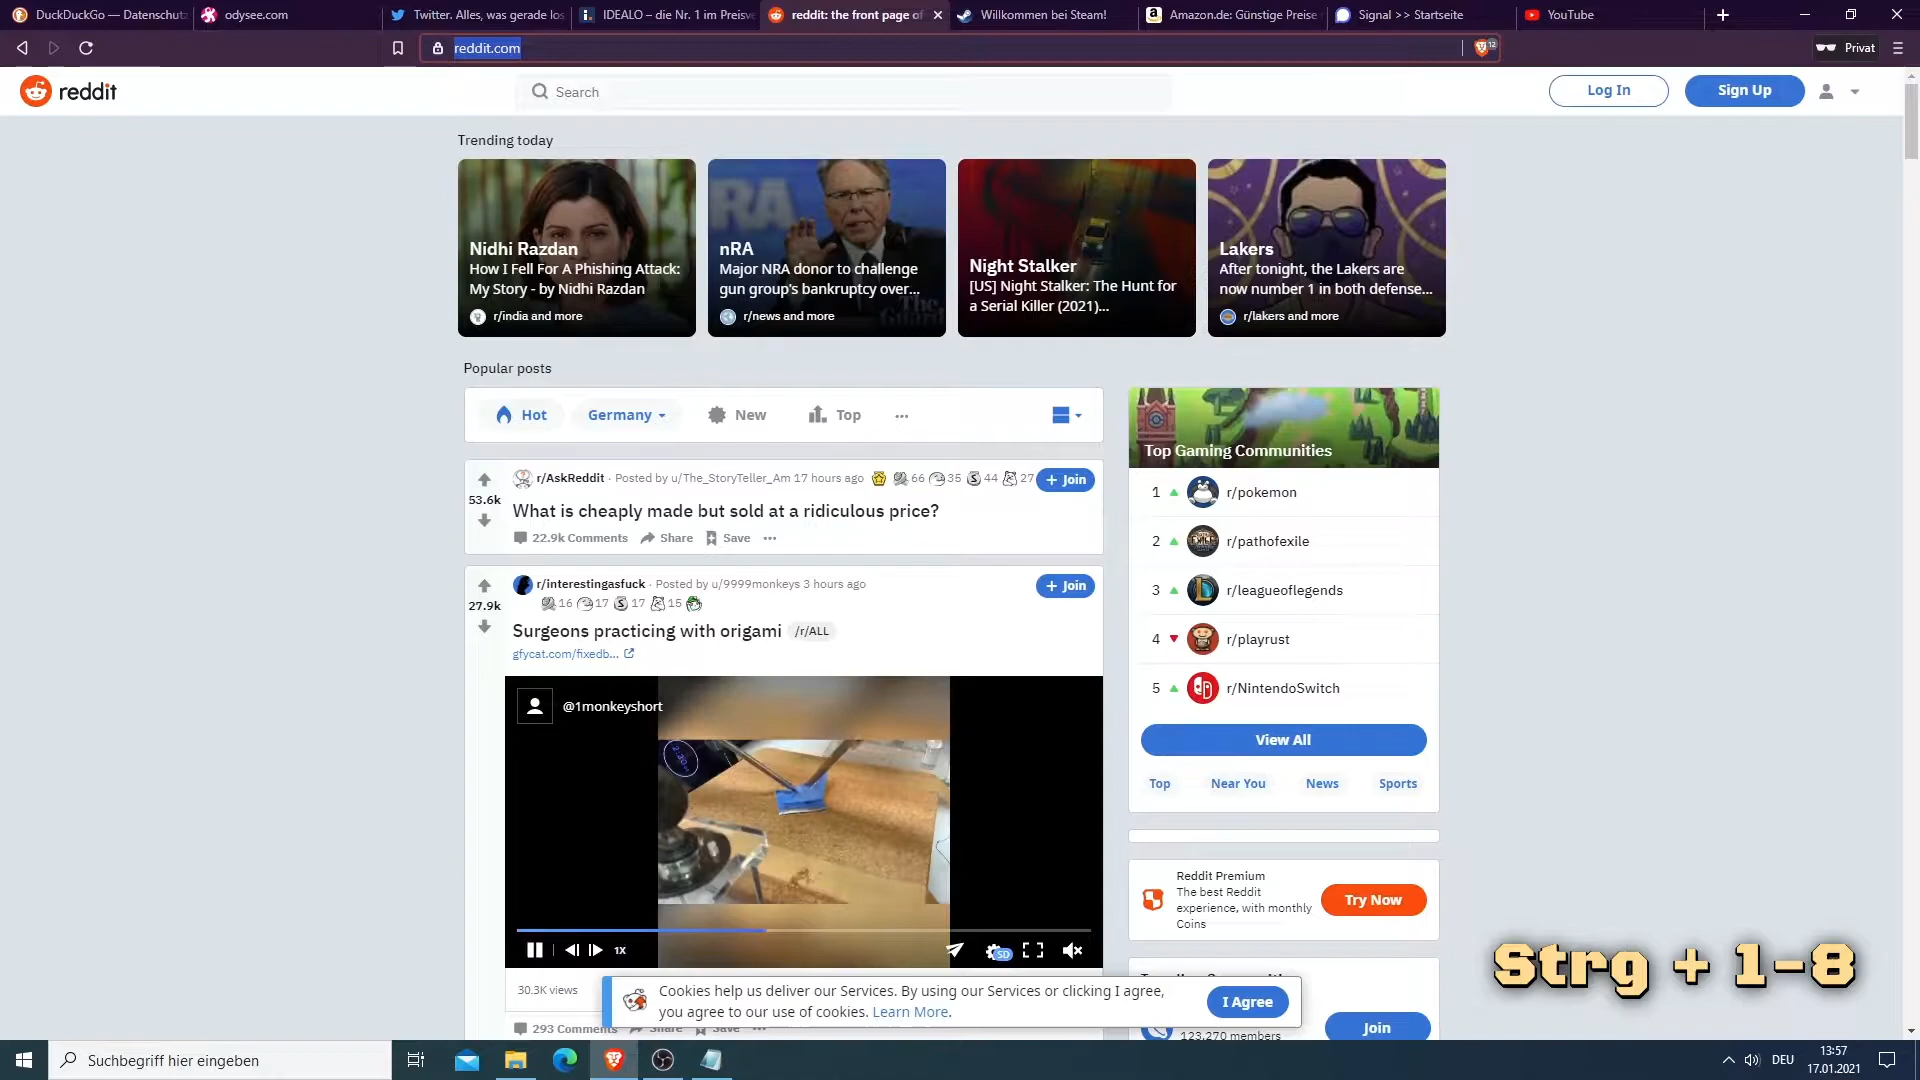 DuckDuckGo — Datenschutz
odysee.com
Twitter. Alles, was gerade los
IDEALO – die Nr. 1 im Preisve
reddit: the front page of
Willkommen bei Steam!
Amazon.de: Günstige Preise
Signal >> Startseite
YouTube
reddit.com
12
Privat
reddit
Search
Log In
Sign Up
Trending today
Nidhi Razdan
How I Fell For A Phishing Attack:
My Story - by Nidhi Razdan
r/india and more
nRA
Major NRA donor to challenge
gun group's bankruptcy over...
r/news and more
Night Stalker
[US] Night Stalker: The Hunt for
a Serial Killer (2021)...
Lakers
After tonight, the Lakers are
now number 1 in both defense...
r/lakers and more
Popular posts
Hot
Germany
New
Top
r/AskReddit · Posted by u/The_StoryTeller_Am 17 hours ago 66 35 44 27
+ Join
53.6k
What is cheaply made but sold at a ridiculous price?
22.9k Comments
Share
Save
r/interestingasfuck · Posted by u/9999monkeys 3 hours ago
+ Join
16 17 17 15
27.9k
Surgeons practicing with origami /r/ALL
gfycat.com/fixedb...
@1monkeyshort
1X
SD
30.3K views
293 Comments
Share
Save
Top Gaming Communities
1 r/pokemon
2 r/pathofexile
3 r/leagueoflegends
4 r/playrust
5 r/NintendoSwitch
View All
Top
Near You
News
Sports
Reddit Premium
The best Reddit
experience, with monthly
Coins
Try Now
123,270 members
Join
Cookies help us deliver our Services. By using our Services or clicking I agree,
you agree to our use of cookies. Learn More.
I Agree
Strg + 1-8
Suchbegriff hier eingeben
DEU
13:57
17.01.2021